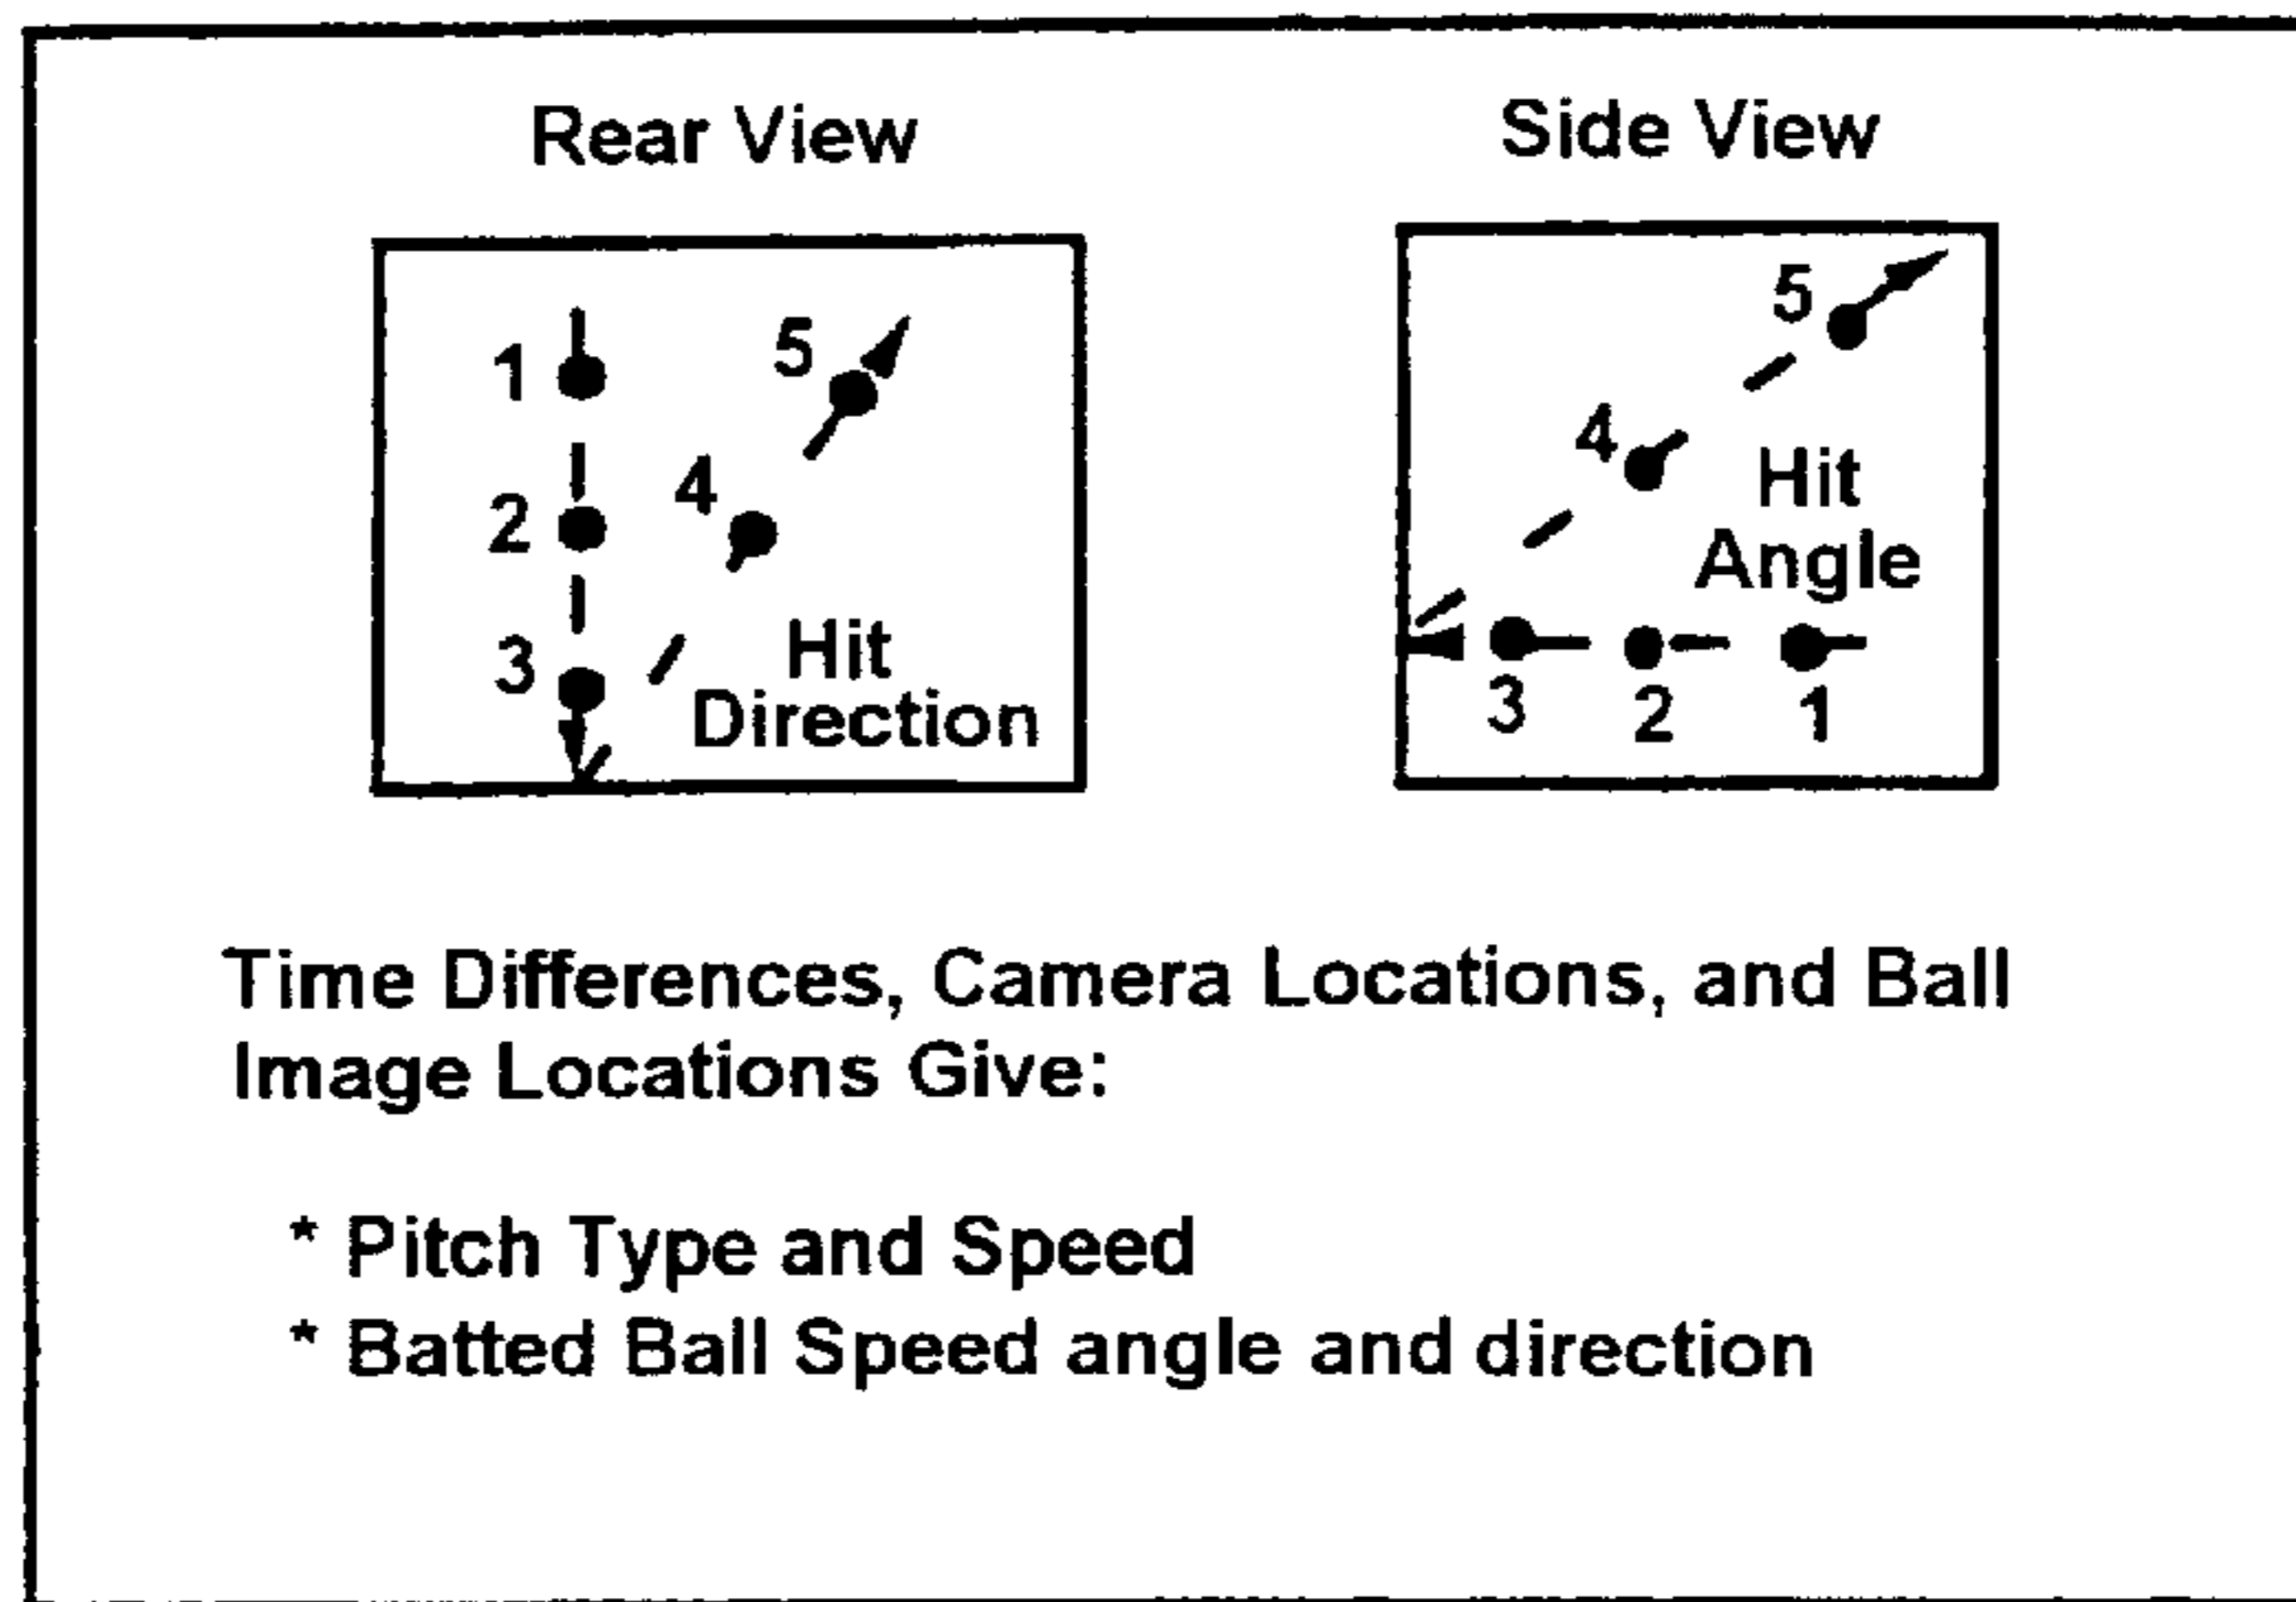 Rear View
1
2
3
4
5
Hit
Direction
Side View
5
4
Hit
Angle
3 2 1
Time Differences, Camera Locations, and Ball
Image Locations Give:
* Pitch Type and Speed
* Batted Ball Speed angle and direction